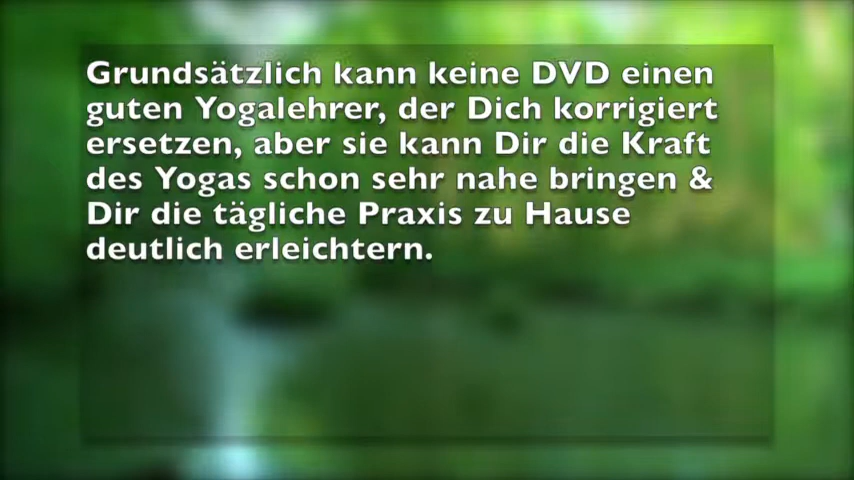 Grundsätzlich kann keine DVD einen
guten Yogalehrer, der Dich korrigiert
ersetzen, aber sie kann Dir die Kraft
des Yogas schon sehr nahe bringen &
Dir die tägliche Praxis zu Hause
deutlich erleichtern.